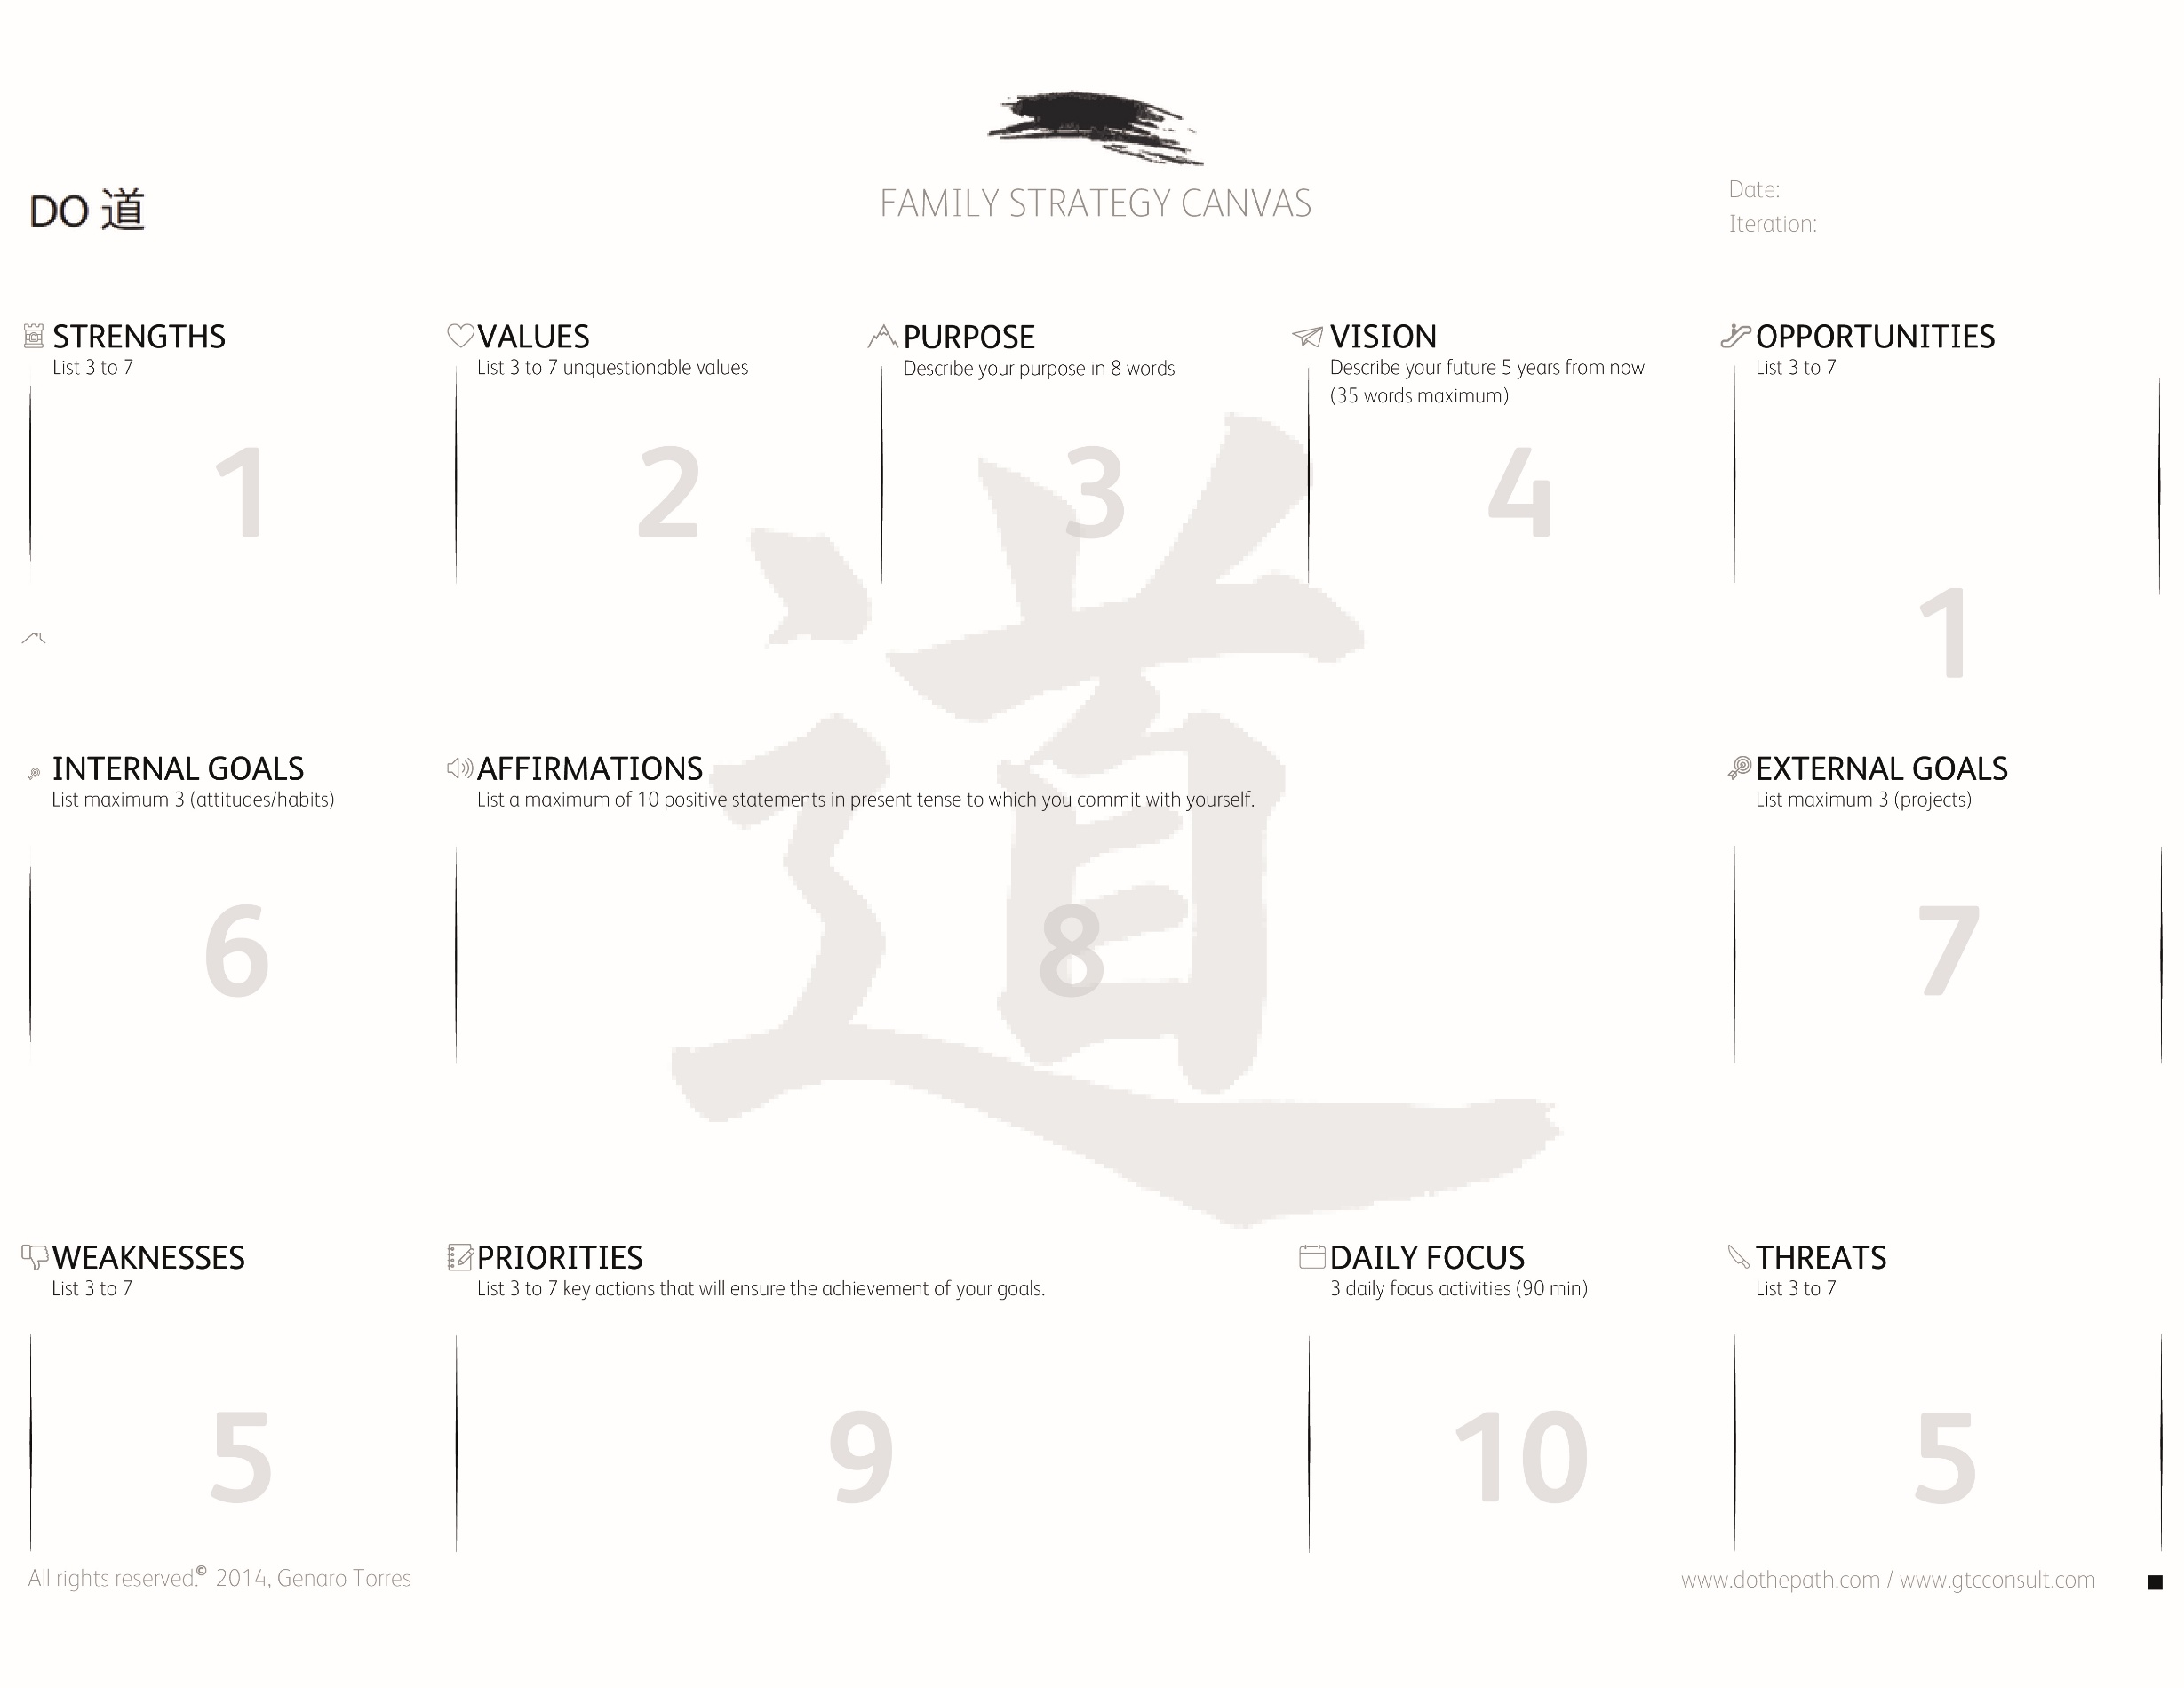 DO 道
FAMILY STRATEGY CANVAS
Date:
Iteration:
STRENGTHS
List 3 to 7
1
VALUES
List 3 to 7 unquestionable values
2
PURPOSE
Describe your purpose in 8 words
3
VISION
Describe your future 5 years from now
(35 words maximum)
4
OPPORTUNITIES
List 3 to 7
1
道
INTERNAL GOALS
List maximum 3 (attitudes/habits)
6
AFFIRMATIONS
List a maximum of 10 positive statements in present tense to which you commit with yourself.
8
EXTERNAL GOALS
List maximum 3 (projects)
7
WEAKNESSES
List 3 to 7
5
PRIORITIES
List 3 to 7 key actions that will ensure the achievement of your goals.
9
DAILY FOCUS
3 daily focus activities (90 min)
10
THREATS
List 3 to 7
5
All rights reserved.© 2014, Genaro Torres
www.dothepath.com / www.gtcconsult.com